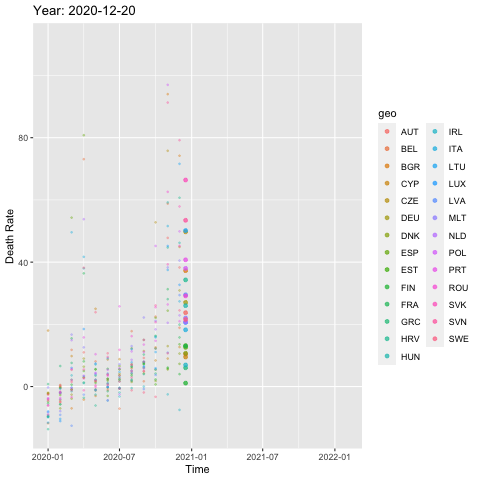 Year: 2020-12-20
Death Rate
80
40
0
2020-01
2020-07
2021-01
2021-07
2022-01
Time
geo
AUT
BEL
BGR
CYP
CZE
DEU
DNK
ESP
EST
FIN
FRA
GRC
HRV
HUN
IRL
ITA
LTU
LUX
LVA
MLT
NLD
POL
PRT
ROU
SVK
SVN
SWE